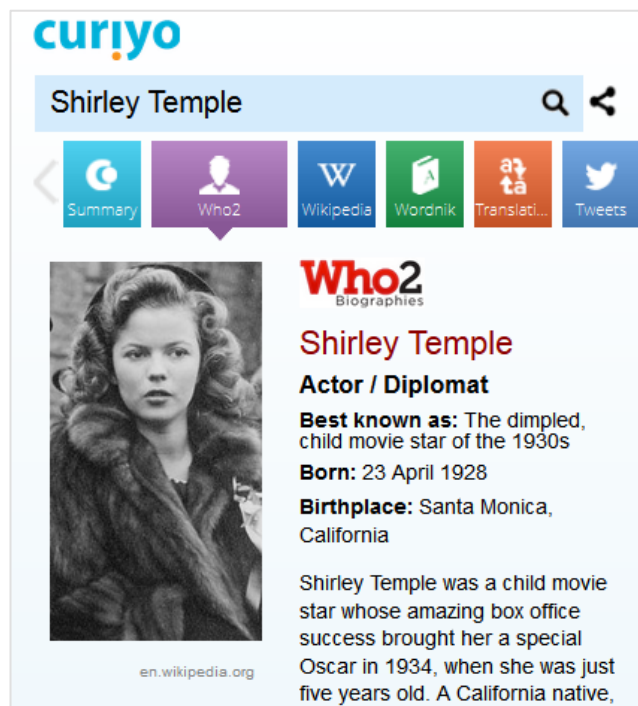 curiyo
Shirley Temple
Summary
Who2
W
Wikipedia
A
Wordnik
Translati...
Tweets
Who2
Biographies
Shirley Temple
Actor / Diplomat
Best known as: The dimpled,
child movie star of the 1930s
Born: 23 April 1928
Birthplace: Santa Monica,
California
Shirley Temple was a child movie
star whose amazing box office
success brought her a special
Oscar in 1934, when she was just
five years old. A California native,
en.wikipedia.org